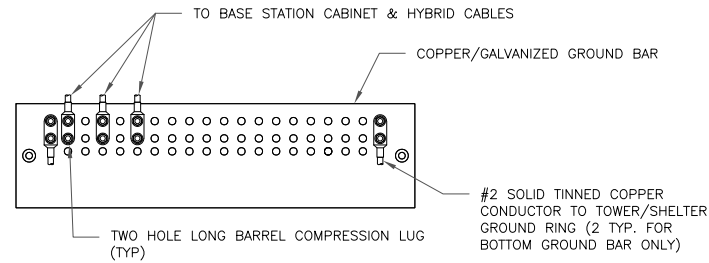 TO BASE STATION CABINET & HYBRID CABLES
COPPER/GALVANIZED GROUND BAR
#2 SOLID TINNED COPPER
CONDUCTOR TO TOWER/SHELTER
GROUND RING (2 TYP. FOR
BOTTOM GROUND BAR ONLY)
TWO HOLE LONG BARREL COMPRESSION LUG
(TYP)